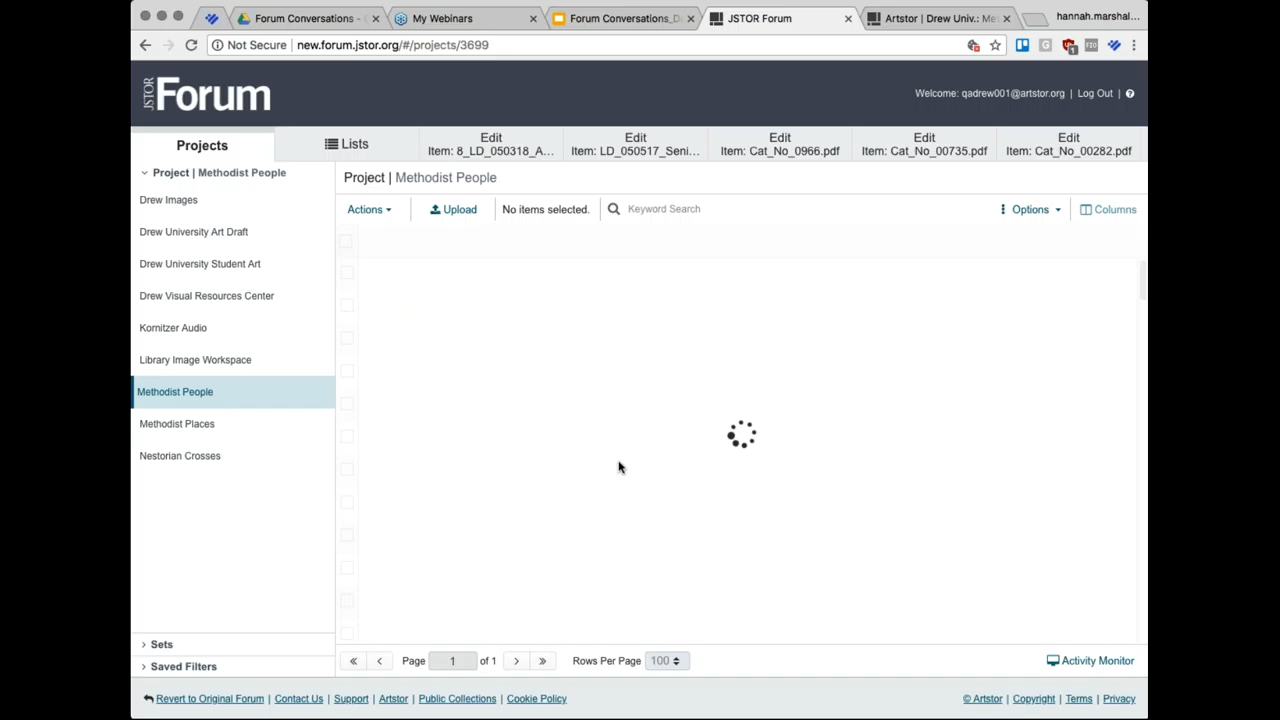 Forum Conversations - (
My Webinars
Forum Conversations_D
JSTOR Forum
Artstor | Drew Univ.: Me
hannah.marshal...
Not Secure | new.forum.jstor.org/#/projects/3699
JSTOR Forum
Welcome: qadrew001@artstor.org | Log Out |
Projects
Lists
Edit
Item: 8_LD_050318_A...
Edit
Item: LD_050517_Seni...
Edit
Item: Cat_No_0966.pdf
Edit
Item: Cat_No_00735.pdf
Edit
Item: Cat_No_00282.pdf
Project | Methodist People
Drew Images
Drew University Art Draft
Drew University Student Art
Drew Visual Resources Center
Kornitzer Audio
Library Image Workspace
Methodist People
Methodist Places
Nestorian Crosses
Sets
Saved Filters
Project | Methodist People
Actions
Upload
No items selected.
Keyword Search
Options
Columns
Page 1 of 1
Rows Per Page 100
Activity Monitor
Revert to Original Forum | Contact Us | Support | Artstor | Public Collections | Cookie Policy
© Artstor | Copyright | Terms | Privacy